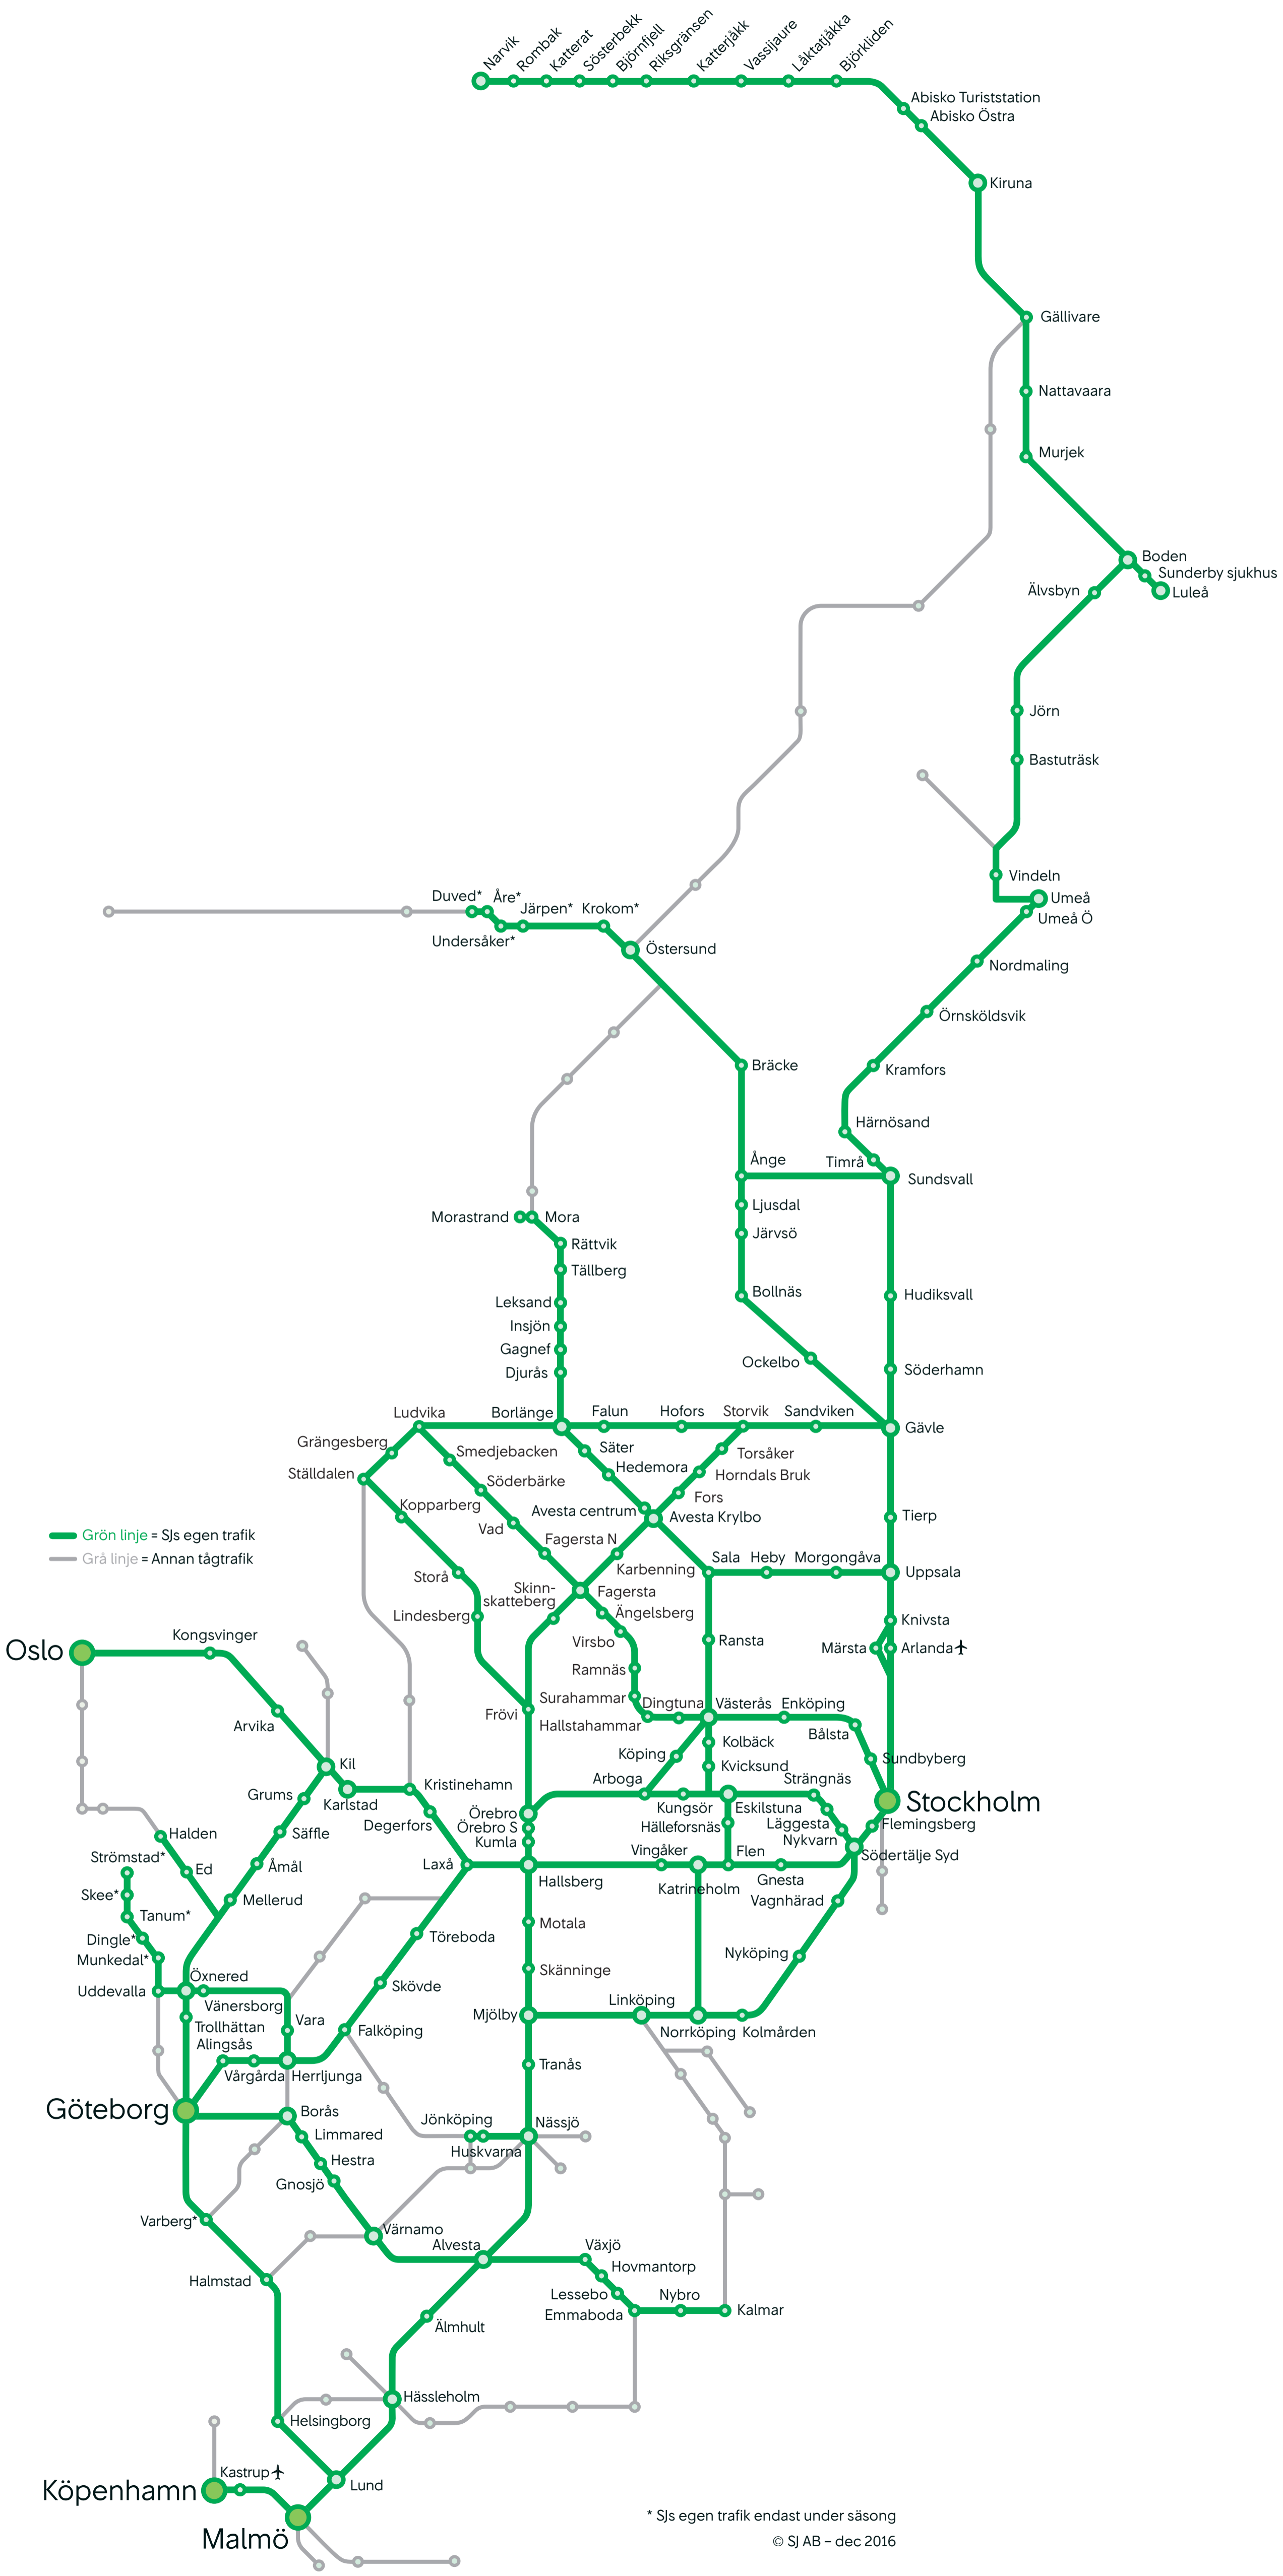 Narvik
Rombak
Katterat
Sösterbekk
Björnfjell
Riksgränsen
Katterjåkk
Vassijaure
Låktatjåkka
Björkliden
Abisko Turiststation
Abisko Östra
Kiruna
Gällivare
Nattavaara
Murjek
Boden
Sunderby sjukhus
Luleå
Älvsbyn
Jörn
Bastuträsk
Vindeln
Umeå
Umeå Ö
Duved*
Åre*
Järpen*
Krokom*
Undersåker*
Östersund
Nordmaling
Örnsköldsvik
Bräcke
Kramfors
Härnösand
Ånge
Timrå
Sundsvall
Ljusdal
Morastrand
Mora
Järvsö
Rättvik
Tällberg
Bollnäs
Hudiksvall
Leksand
Insjön
Gagnef
Ockelbo
Söderhamn
Djurås
Ludvika
Borlänge
Falun
Hofors
Storvik
Sandviken
Gävle
Grängesberg
Smedjebacken
Säter
Torsåker
Ställdalen
Söderbärke
Hedemora
Horndals Bruk
Kopparberg
Fors
Avesta centrum
Avesta Krylbo
Tierp
Vad
Grön linje = SJs egen trafik
Fagersta N
Grå linje = Annan tågtrafik
Karbenning
Sala
Heby
Morgongåva
Uppsala
Storå
Skinn-
skatteberg
Fagersta
Lindesberg
Ängelsberg
Knivsta
Kongsvinger
Oslo
Virsbo
Ransta
Märsta
Arlanda
Ramnäs
Surahammar
Dingtuna
Västerås
Enköping
Frövi
Hallstahammar
Arvika
Bålsta
Kolbäck
Köping
Sundbyberg
Kil
Kvicksund
Arboga
Strängnäs
Kristinehamn
Grums
Karlstad
Stockholm
Kungsör
Eskilstuna
Örebro
Örebro S
Kumla
Degerfors
Hälleforsnäs
Läggesta
Flemingsberg
Nykvarn
Halden
Säffle
Vingåker
Flen
Södertälje Syd
Strömstad*
Laxå
Hallsberg
Katrineholm
Gnesta
Ed
Åmål
Vagnhärad
Skee*
Mellerud
Tanum*
Motala
Dingle*
Töreboda
Munkedal*
Nyköping
Skänninge
Öxnered
Uddevalla
Skövde
Vänersborg
Linköping
Mjölby
Trollhättan
Vara
Norrköping
Kolmården
Alingsås
Falköping
Vårgårda
Herrljunga
Tranås
Göteborg
Borås
Jönköping
Nässjö
Limmared
Huskvarna
Hestra
Gnosjö
Varberg*
Värnamo
Alvesta
Växjö
Hovmantorp
Halmstad
Lessebo
Nybro
Emmaboda
Kalmar
Älmhult
Hässleholm
Helsingborg
Kastrup
Lund
Köpenhamn
Malmö
* SJs egen trafik endast under säsong
© SJ AB – dec 2016